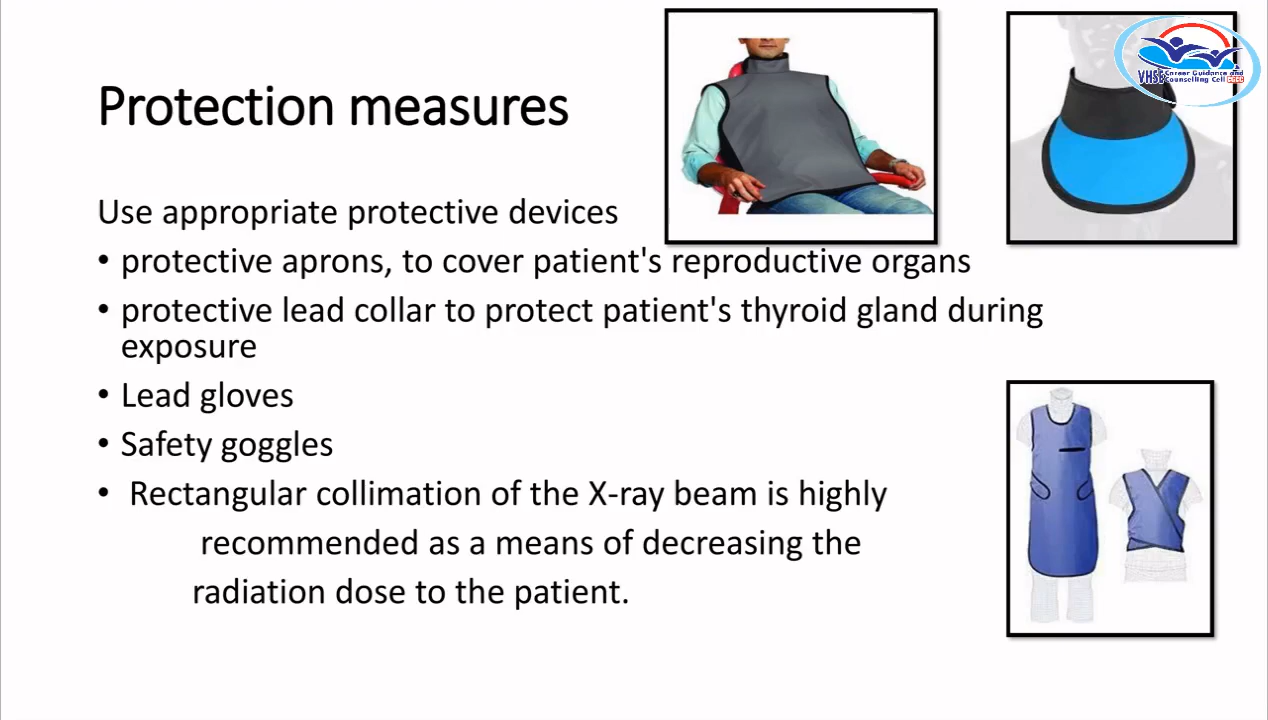 Protection measures
Use appropriate protective devices
• protective aprons, to cover patient's reproductive organs
• protective lead collar to protect patient's thyroid gland during
exposure
• Lead gloves
• Safety goggles
• Rectangular collimation of the X-ray beam is highly
recommended as a means of decreasing the
radiation dose to the patient.
VHSE Career Guidance and
Counselling Cell